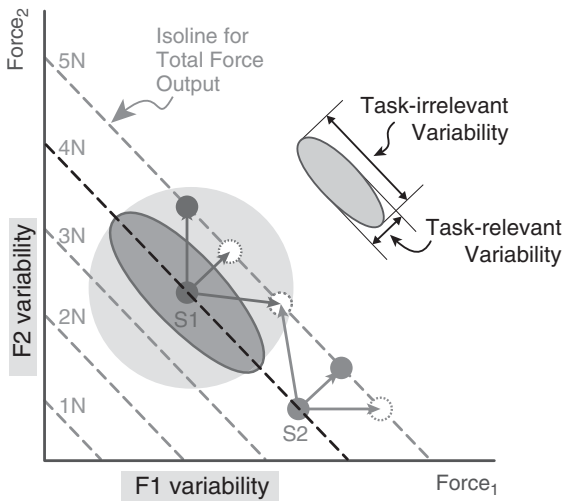 Force2
Isoline for
Total Force
Output
5N
4N
3N
2N
1N
Task-irrelevant
Variability
Task-relevant
Variability
F2 variability
S1
S2
F1 variability
Force1